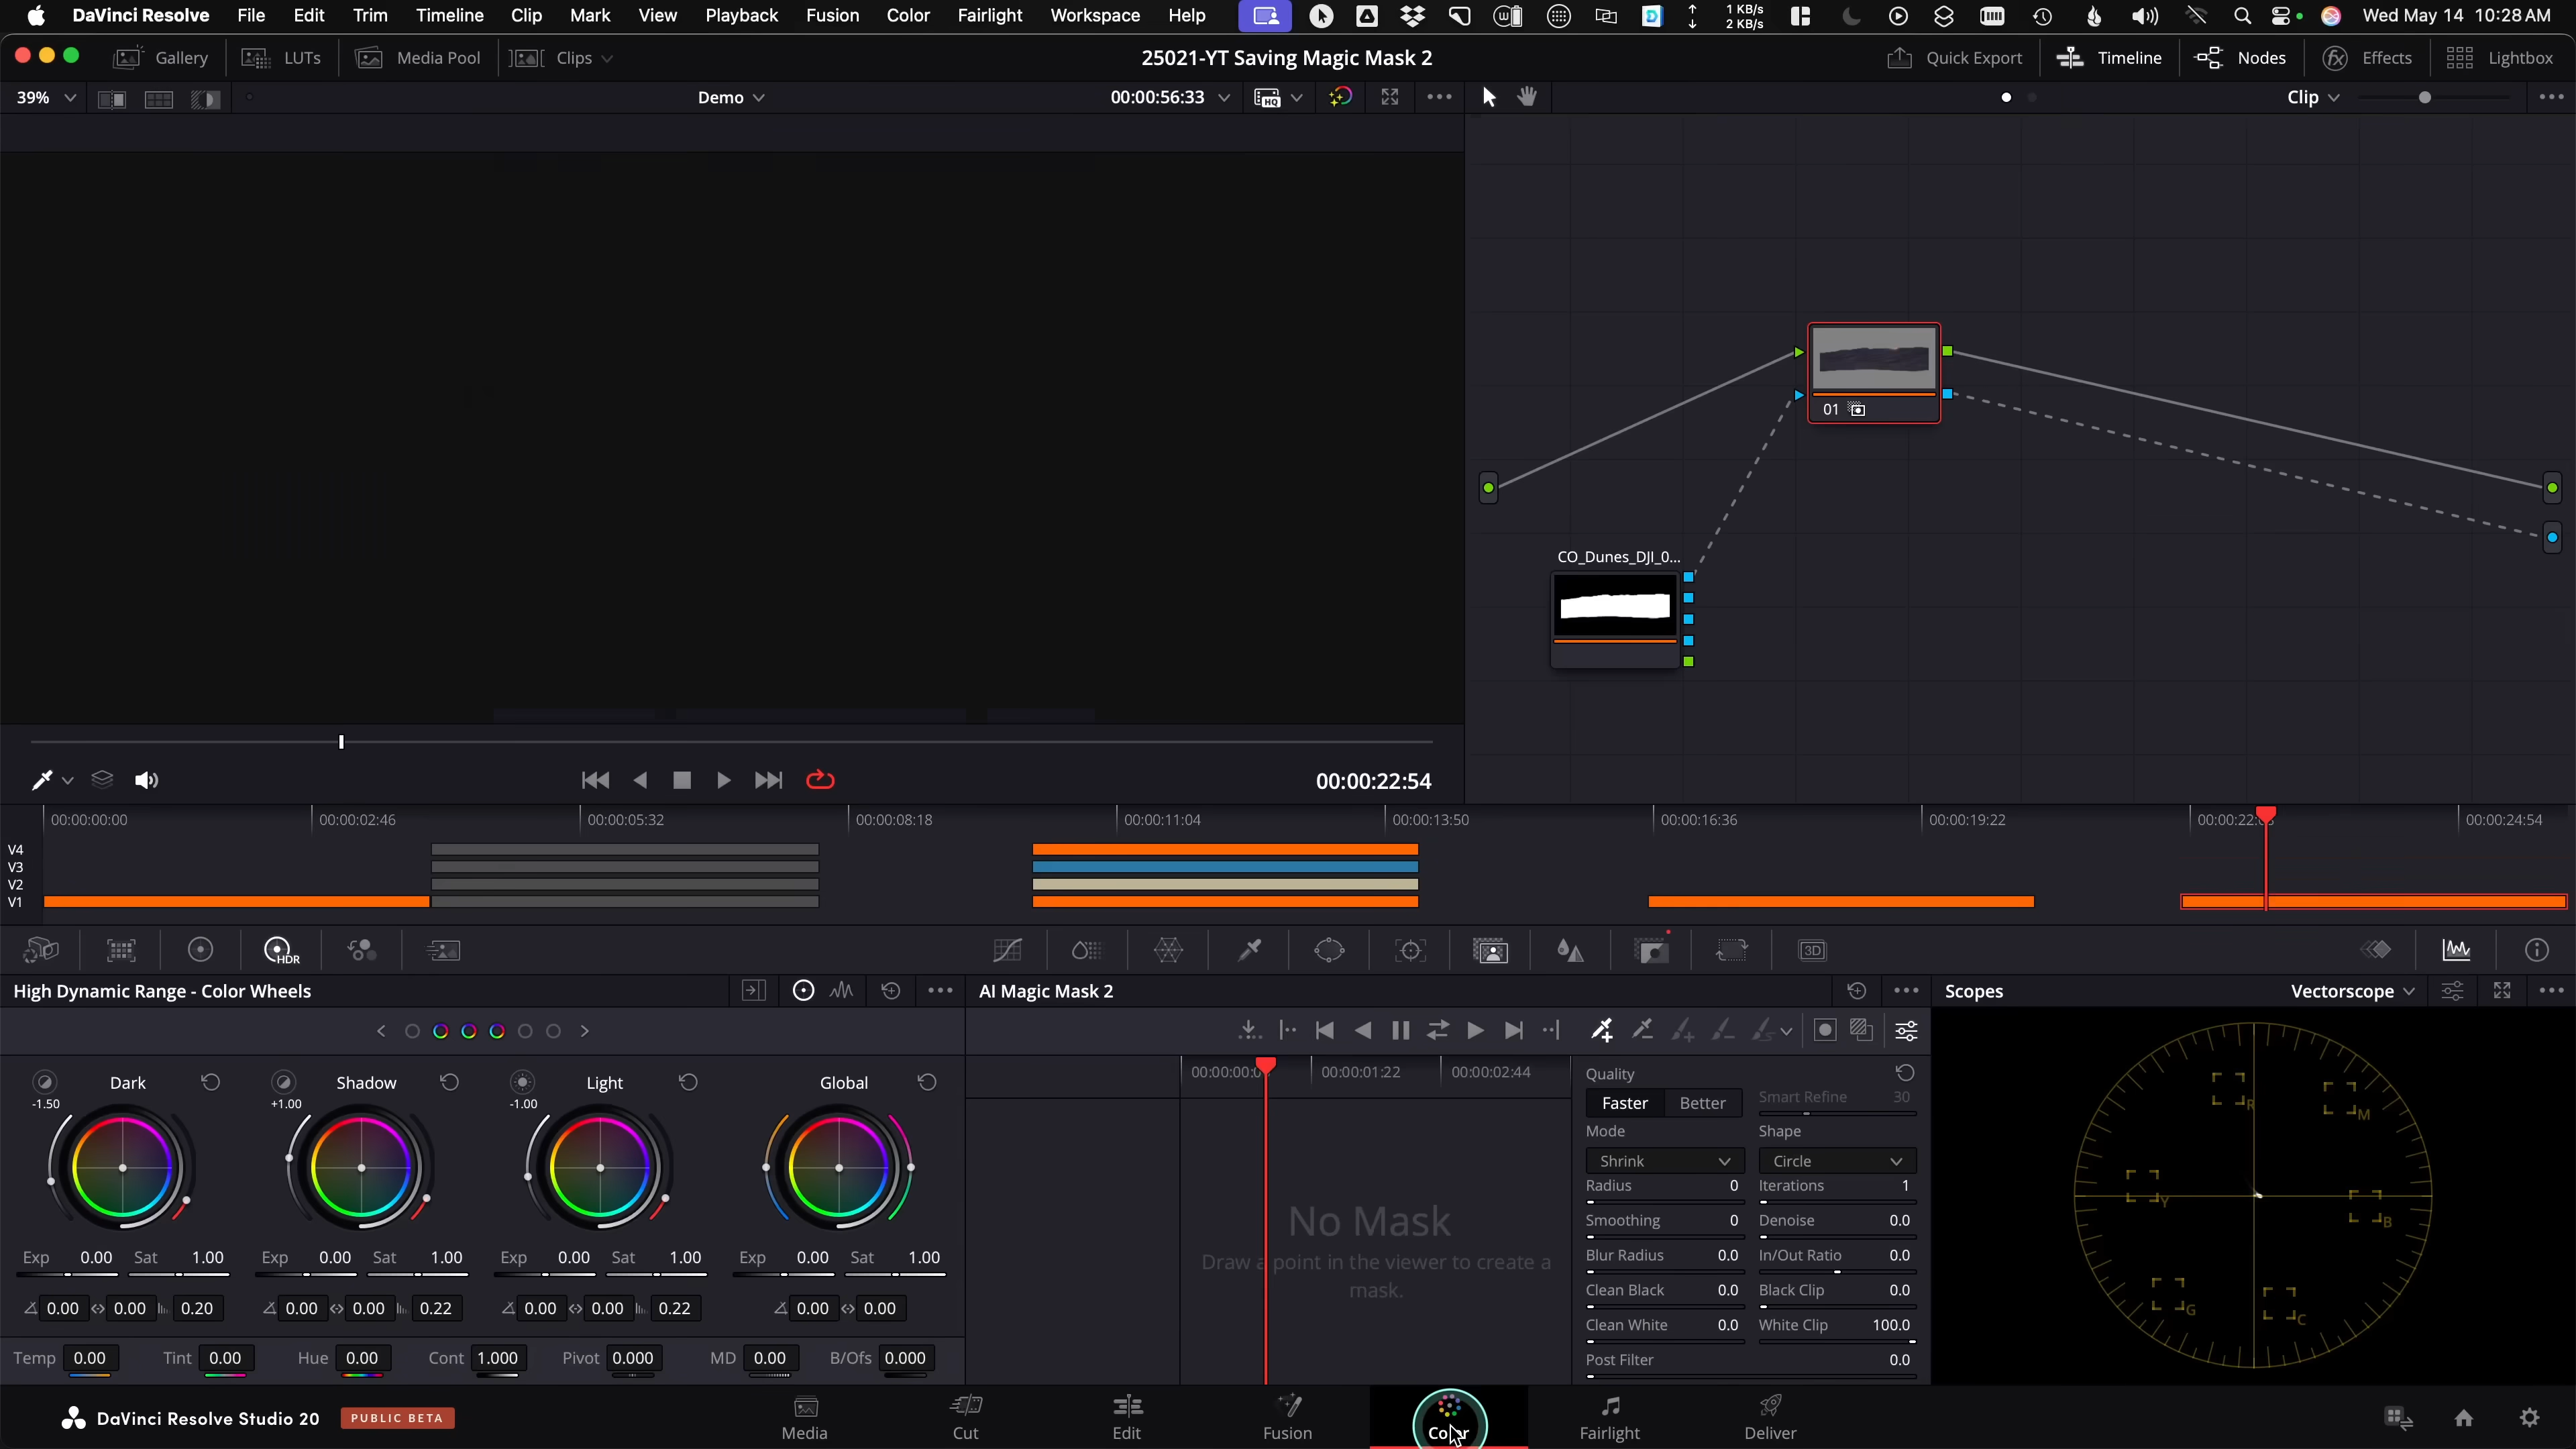 DaVinci Resolve File Edit Trim Timeline Clip Mark View Playback Fusion Color Fairlight Workspace Help 1 KB/s 2 KB/s Wed May 14 10:28 AM
Gallery LUTs Media Pool Clips 25021-YT Saving Magic Mask 2 Quick Export Timeline Nodes Effects Lightbox
39% Demo 00:00:56:33 HQ Clip
01
CO_Dunes_DJI_0...
00:00:22:54
00:00:00:00 00:00:02:46 00:00:05:32 00:00:08:18 00:00:11:04 00:00:13:50 00:00:16:36 00:00:19:22 00:00:24:54
V4
V3
V2
V1
HDR 3D
High Dynamic Range - Color Wheels AI Magic Mask 2 Scopes Vectorscope
Dark Shadow Light Global
-1.50 +1.00 -1.00
00:00:01:22 00:00:02:44
Quality
Faster Better Smart Refine 30
Mode Shape
Shrink Circle
Radius 0 Iterations 1
Smoothing 0 Denoise 0.0
Blur Radius 0.0 In/Out Ratio 0.0
Clean Black 0.0 Black Clip 0.0
Clean White 0.0 White Clip 100.0
Post Filter 0.0
No Mask
Draw a point in the viewer to create a
mask.
R M Y B G C
Exp 0.00 Sat 1.00 Exp 0.00 Sat 1.00 Exp 0.00 Sat 1.00 Exp 0.00 Sat 1.00
0.00 0.00 0.20 0.00 0.00 0.22 0.00 0.00 0.22 0.00 0.00
Temp 0.00 Tint 0.00 Hue 0.00 Cont 1.000 Pivot 0.000 MD 0.00 B/Ofs 0.000
DaVinci Resolve Studio 20 PUBLIC BETA
Media Cut Edit Fusion Color Fairlight Deliver